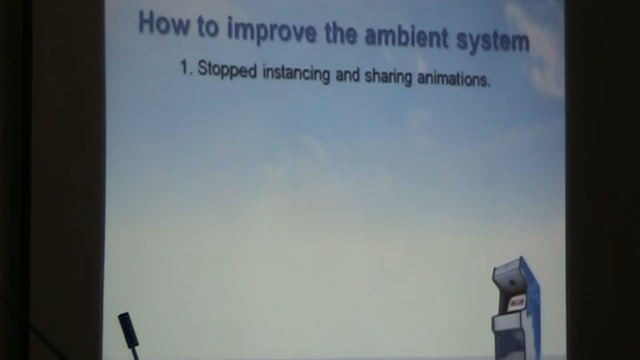 How to improve the ambient system
1. Stopped instancing and sharing animations.